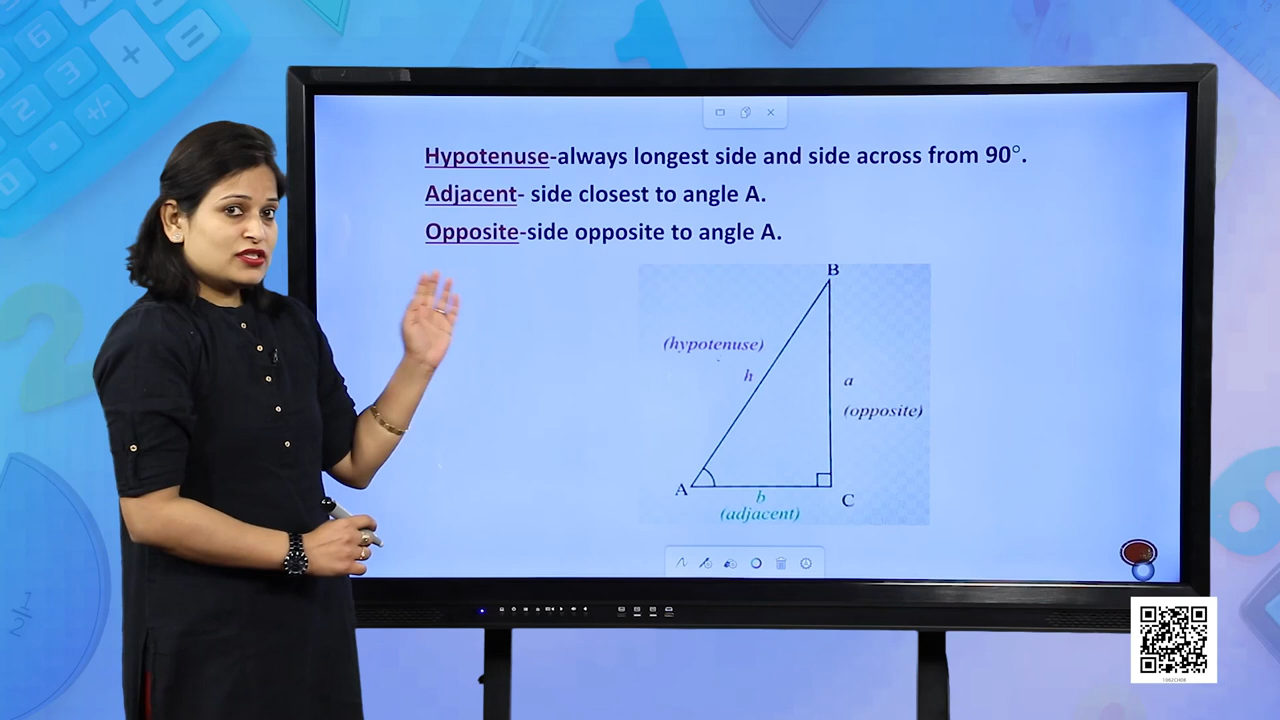 Hypotenuse-always longest side and side across from 90°.
Adjacent- side closest to angle A.
Opposite-side opposite to angle A.
B
(hypotenuse)
h
a
(opposite)
A
b
C
(adjacent)